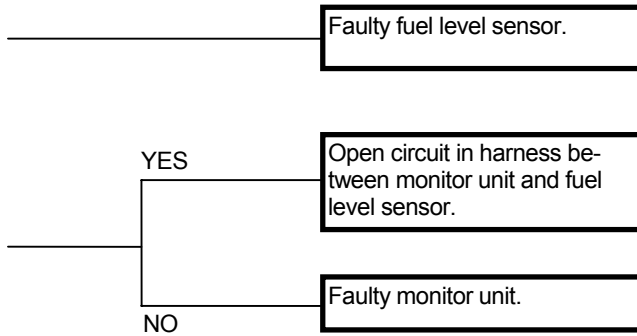 Faulty fuel level sensor.
YES
Open circuit in harness be-
tween monitor unit and fuel
level sensor.
Faulty monitor unit.
NO